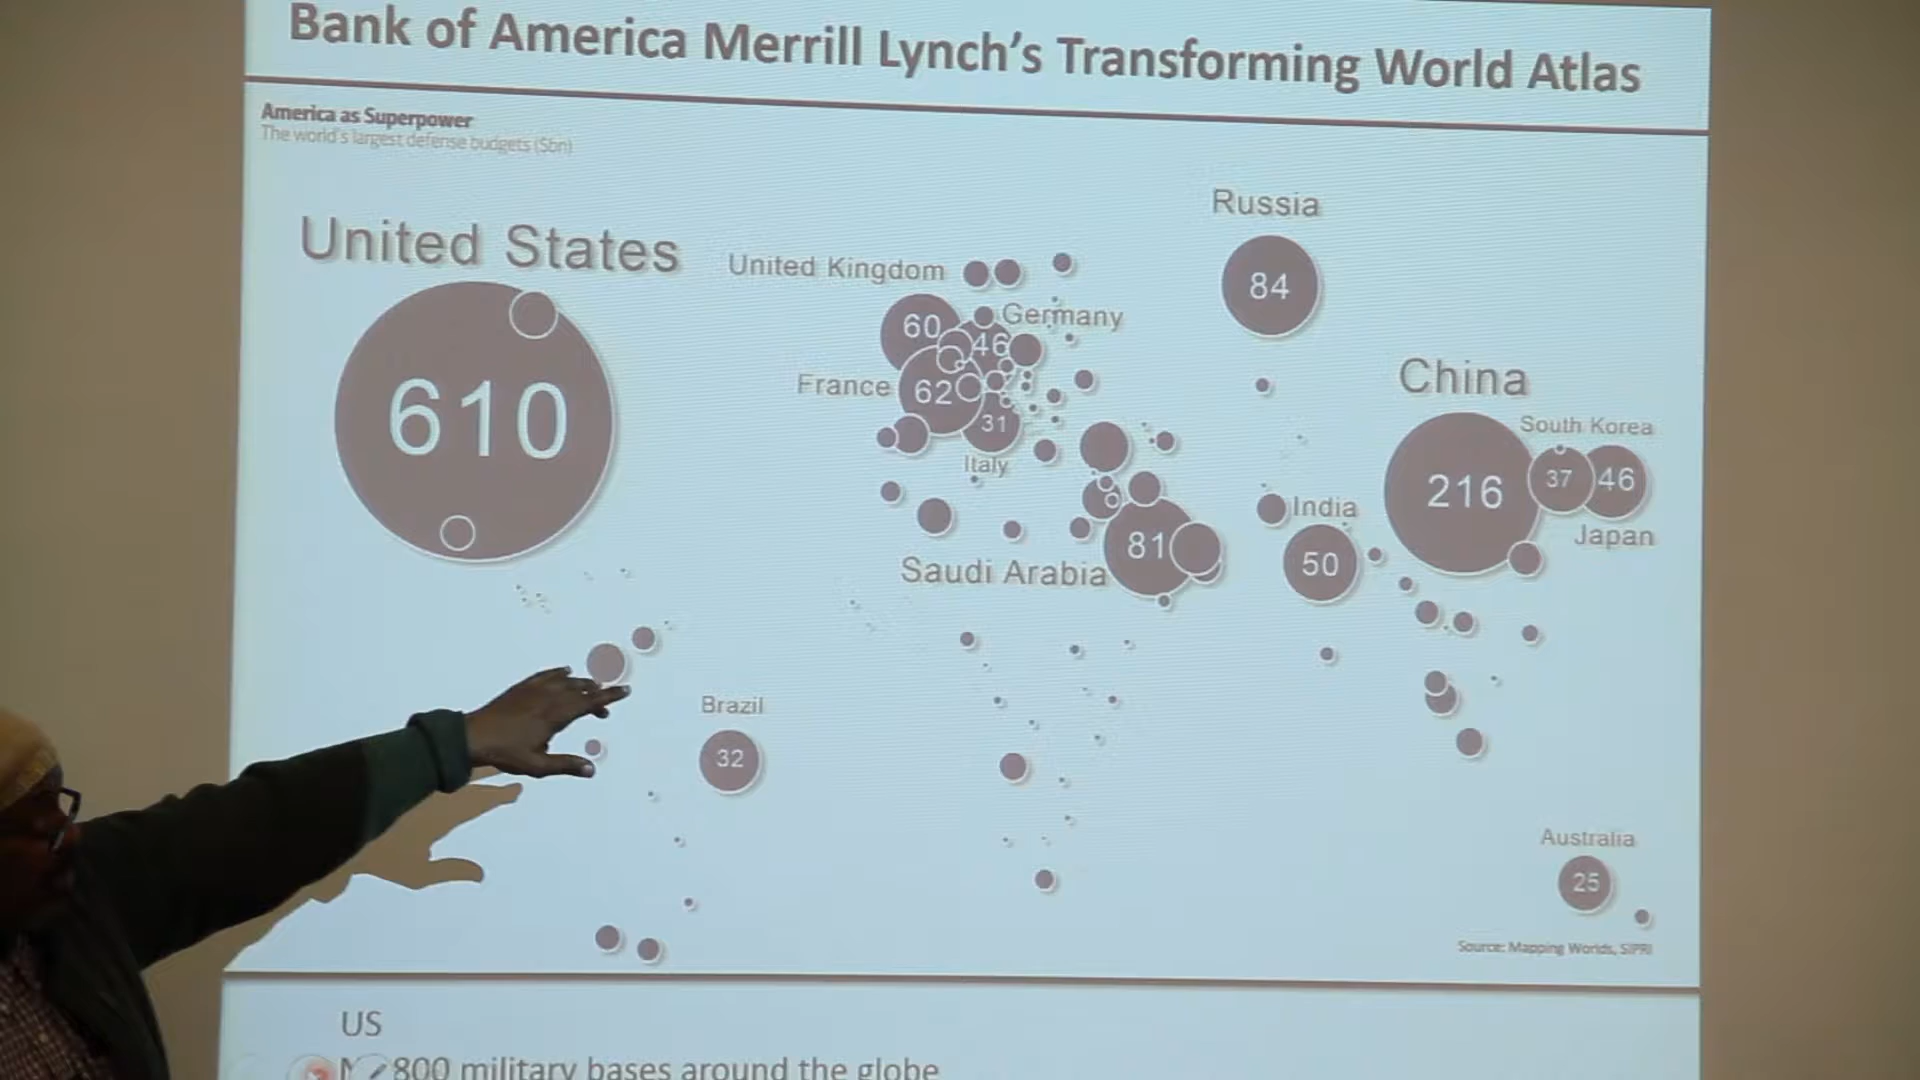 Bank of America Merrill Lynch's Transforming World Atlas
America as Superpower
The world's largest defense budgets ($bn)
Russia
United States
United Kingdom
84
Germany
60
46
China
France
62
610
31
South Korea
Italy
216
37
46
India
Japan
81
Saudi Arabia
50
Brazil
32
Australia
25
Source: Mapping Worlds, SIPRI
US
800 military bases around the globe